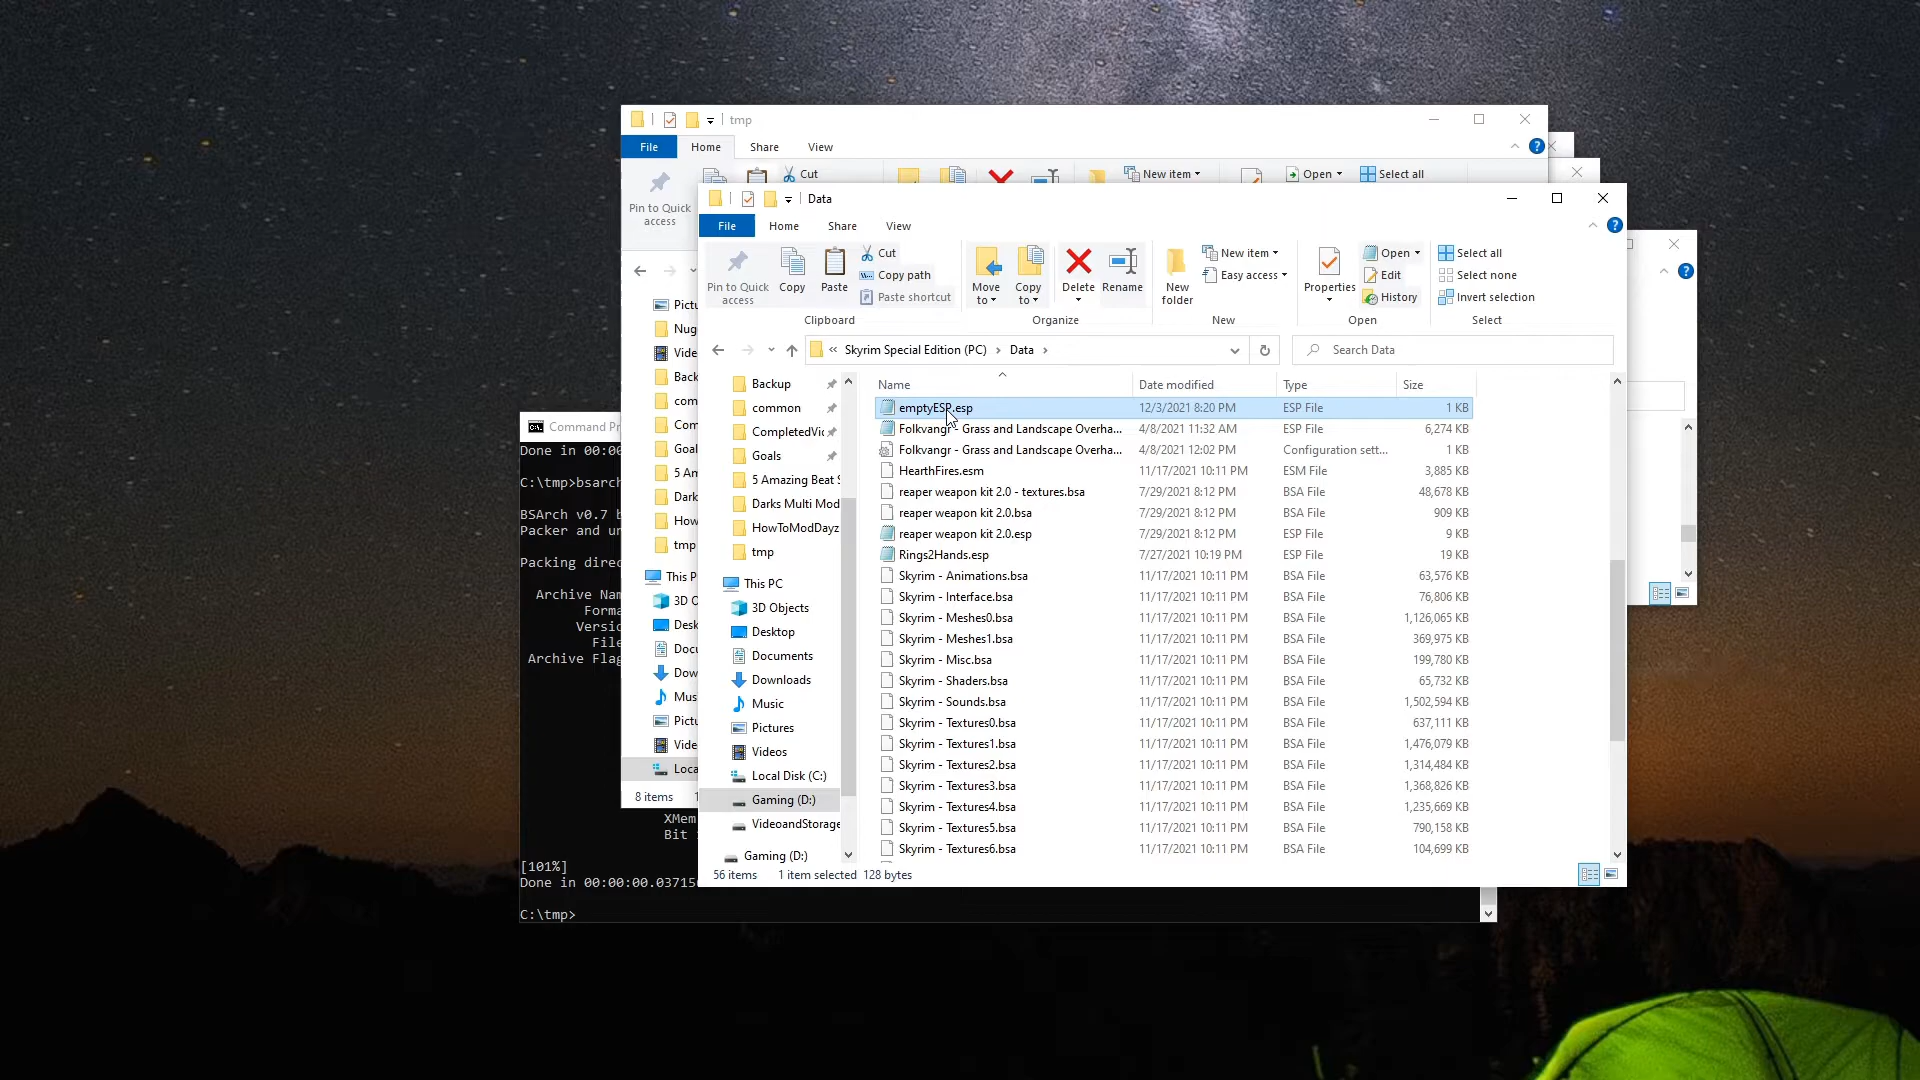 tmp
File Home Share View
Cut New item Open Select all
Pin to Quick
access
Data
File Home Share View
Pin to Quick
access
Copy
Paste
Cut
Copy path
Paste shortcut
Move
to
Copy
to
Delete
Rename
New
folder
New item
Easy access
Properties
Open
Edit
History
Select all
Select none
Invert selection
Clipboard Organize New Open Select
« Skyrim Special Edition (PC) › Data ›
Search Data
Name Date modified Type Size
emptyESP.esp 12/3/2021 8:20 PM ESP File 1 KB
Folkvangr - Grass and Landscape Overha... 4/8/2021 11:32 AM ESP File 6,274 KB
Folkvangr - Grass and Landscape Overha... 4/8/2021 12:02 PM Configuration sett... 1 KB
HearthFires.esm 11/17/2021 10:11 PM ESM File 3,885 KB
reaper weapon kit 2.0 - textures.bsa 7/29/2021 8:12 PM BSA File 48,678 KB
reaper weapon kit 2.0.bsa 7/29/2021 8:12 PM BSA File 909 KB
reaper weapon kit 2.0.esp 7/29/2021 8:12 PM ESP File 9 KB
Rings2Hands.esp 7/27/2021 10:19 PM ESP File 19 KB
Skyrim - Animations.bsa 11/17/2021 10:11 PM BSA File 63,576 KB
Skyrim - Interface.bsa 11/17/2021 10:11 PM BSA File 76,806 KB
Skyrim - Meshes0.bsa 11/17/2021 10:11 PM BSA File 1,126,065 KB
Skyrim - Meshes1.bsa 11/17/2021 10:11 PM BSA File 369,975 KB
Skyrim - Misc.bsa 11/17/2021 10:11 PM BSA File 199,780 KB
Skyrim - Shaders.bsa 11/17/2021 10:11 PM BSA File 65,732 KB
Skyrim - Sounds.bsa 11/17/2021 10:11 PM BSA File 1,502,594 KB
Skyrim - Textures0.bsa 11/17/2021 10:11 PM BSA File 637,111 KB
Skyrim - Textures1.bsa 11/17/2021 10:11 PM BSA File 1,476,079 KB
Skyrim - Textures2.bsa 11/17/2021 10:11 PM BSA File 1,314,484 KB
Skyrim - Textures3.bsa 11/17/2021 10:11 PM BSA File 1,368,826 KB
Skyrim - Textures4.bsa 11/17/2021 10:11 PM BSA File 1,235,669 KB
Skyrim - Textures5.bsa 11/17/2021 10:11 PM BSA File 790,158 KB
Skyrim - Textures6.bsa 11/17/2021 10:11 PM BSA File 104,699 KB
Backup
common
CompletedVi
Goals
5 Amazing Beat S
Darks Multi Mod
HowToModDayz
tmp
This PC
3D Objects
Desktop
Documents
Downloads
Music
Pictures
Videos
Local Disk (C:)
Gaming (D:)
VideoandStorage
Gaming (D:)
56 items 1 item selected 128 bytes
Pictu
Nug
Vide
Back
com
Com
Goal
5 An
Dark
How
tmp
This P
3D O
Desk
Docu
Dow
Mus
Pictu
Vide
Loca
8 items
Command Pr
Done in 00:00
C:\tmp>bsarch
BSArch v0.7 b
Packer and un
Packing direc
Archive Nam
Forma
Versio
File
Archive Flag
XMem
Bit
[101%]
Done in 00:00:00.03715
C:\tmp>